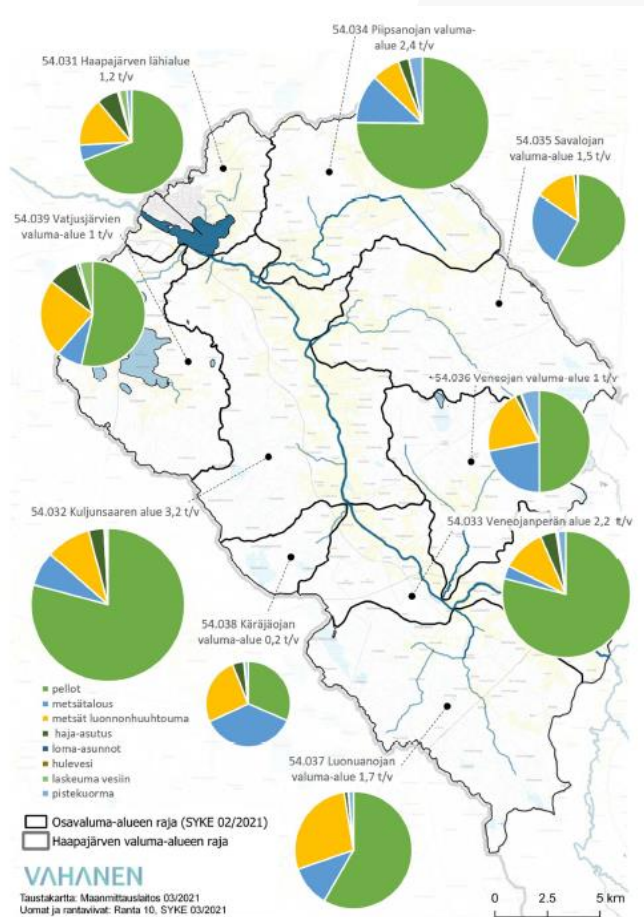 54.034 Piipsanojan valuma-
alue 2,4 t/v
54.031 Haapajärven lähialue
1,2 t/v
54.035 Savalojan
valuma-alue 1,5 t/v
54.039 Vatjusjärvien
valuma-alue 1 t/v
54.036 Veneojan valuma-alue 1 t/v
54.032 Kuljunsaaren alue 3,2 t/v
54.033 Veneojanperän alue 2,2 t/v
54.038 Käräjäojan
valuma-alue 0,2 t/v
pellot
metsätalous
metsät luonnonhuuhtouma
haja-asutus
loma-asunnot
hulevesi
laskeuma vesiin
pistekuorma
54.037 Luonuanojan
valuma-alue 1,7 t/v
Osavaluma-alueen raja (SYKE 02/2021)
Haapajärven valuma-alueen raja
VAHANEN
Taustakartta: Maanmittauslaitos 03/2021
Uomat ja rantaviivat: Ranta 10, SYKE 03/2021
0 2.5 5 km